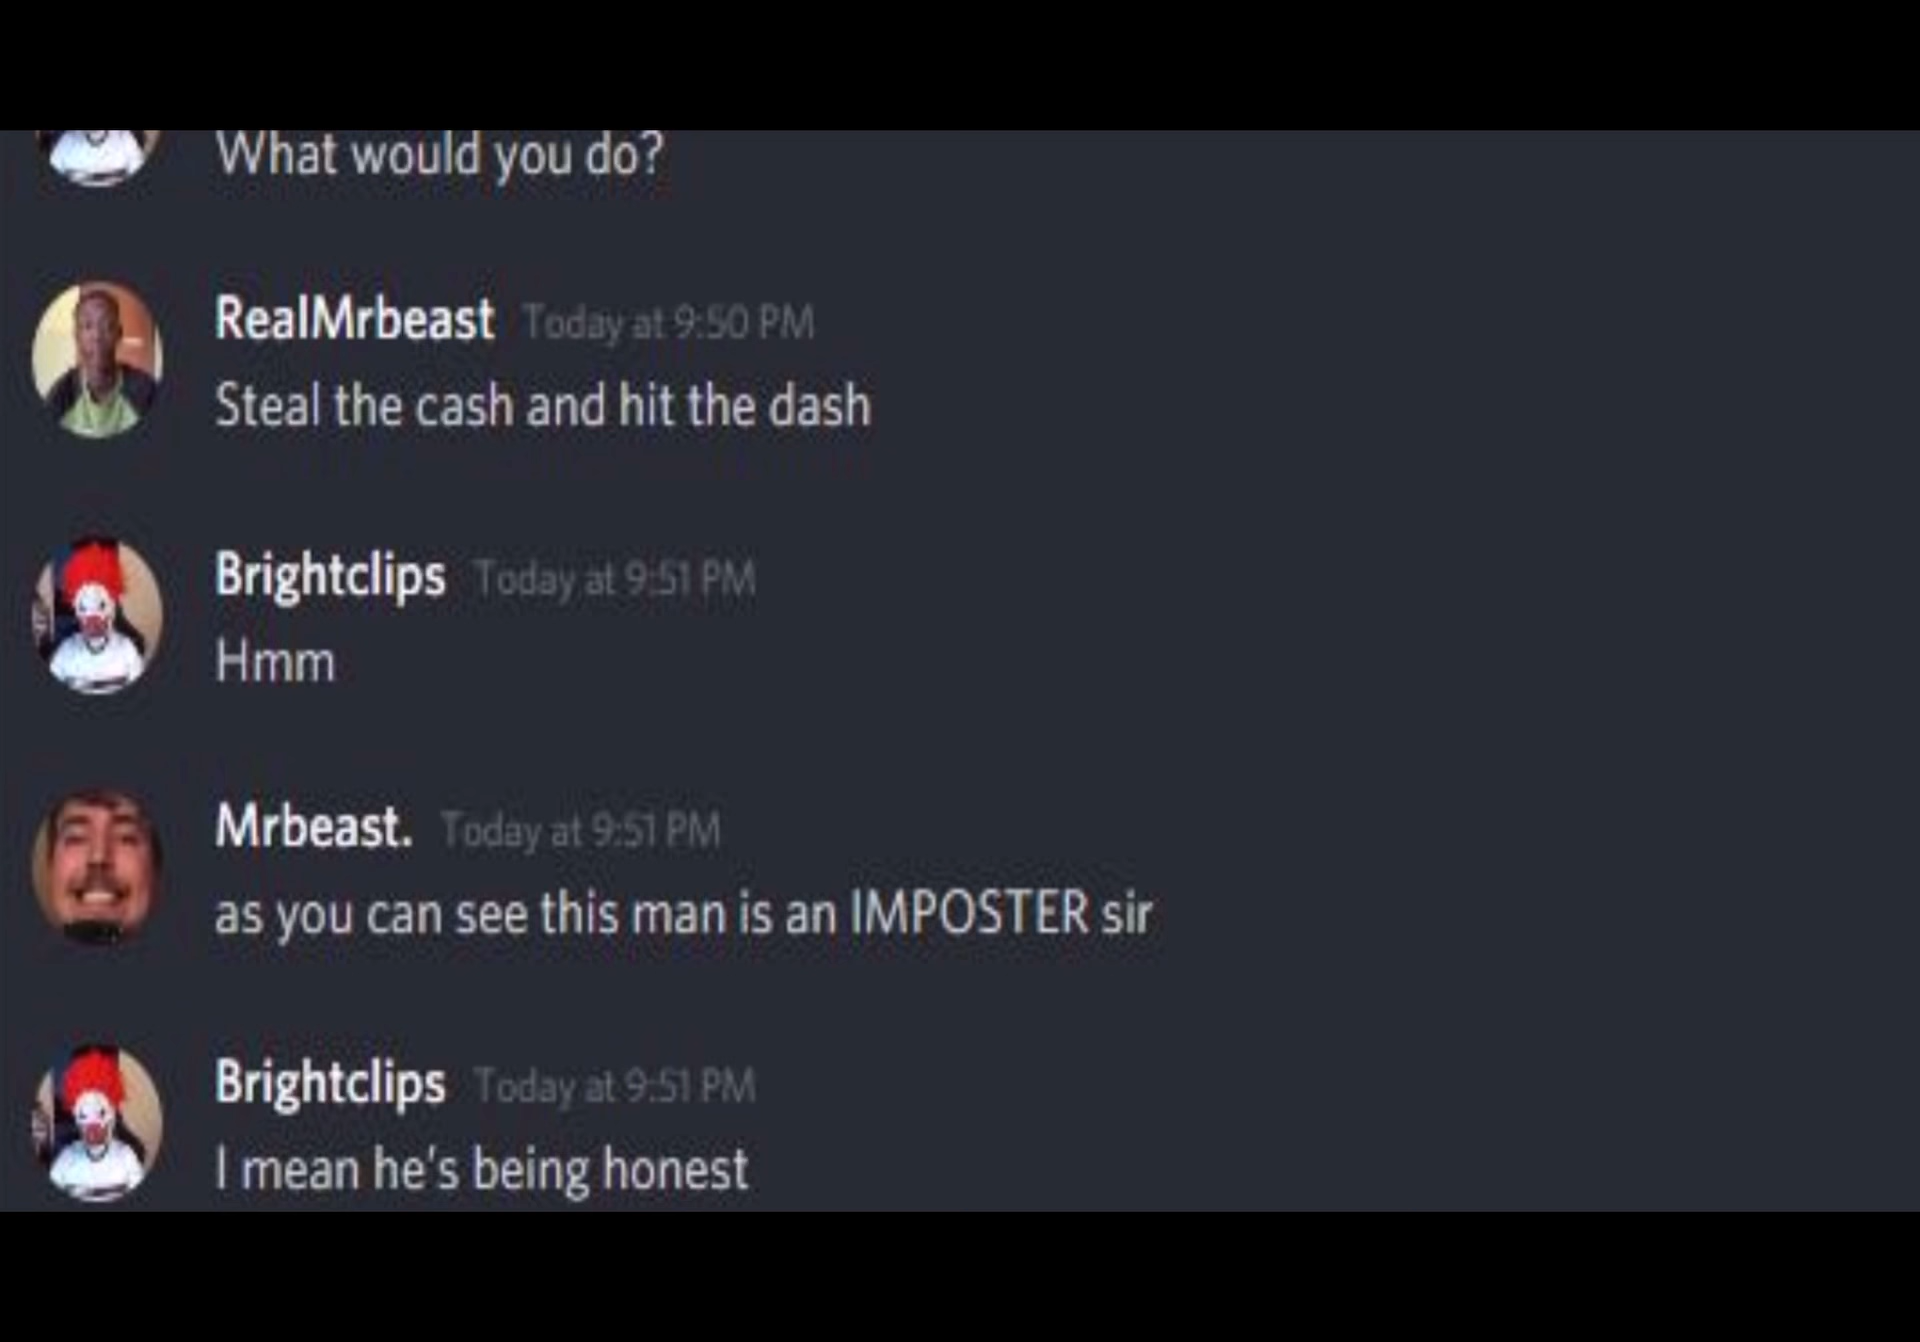 What would you do?
RealMrbeast Today at 9:50 PM
Steal the cash and hit the dash
Brightclips Today at 9:51 PM
Hmm
Mrbeast. Today at 9:51 PM
as you can see this man is an IMPOSTER sir
Brightclips Today at 9:51 PM
I mean he's being honest